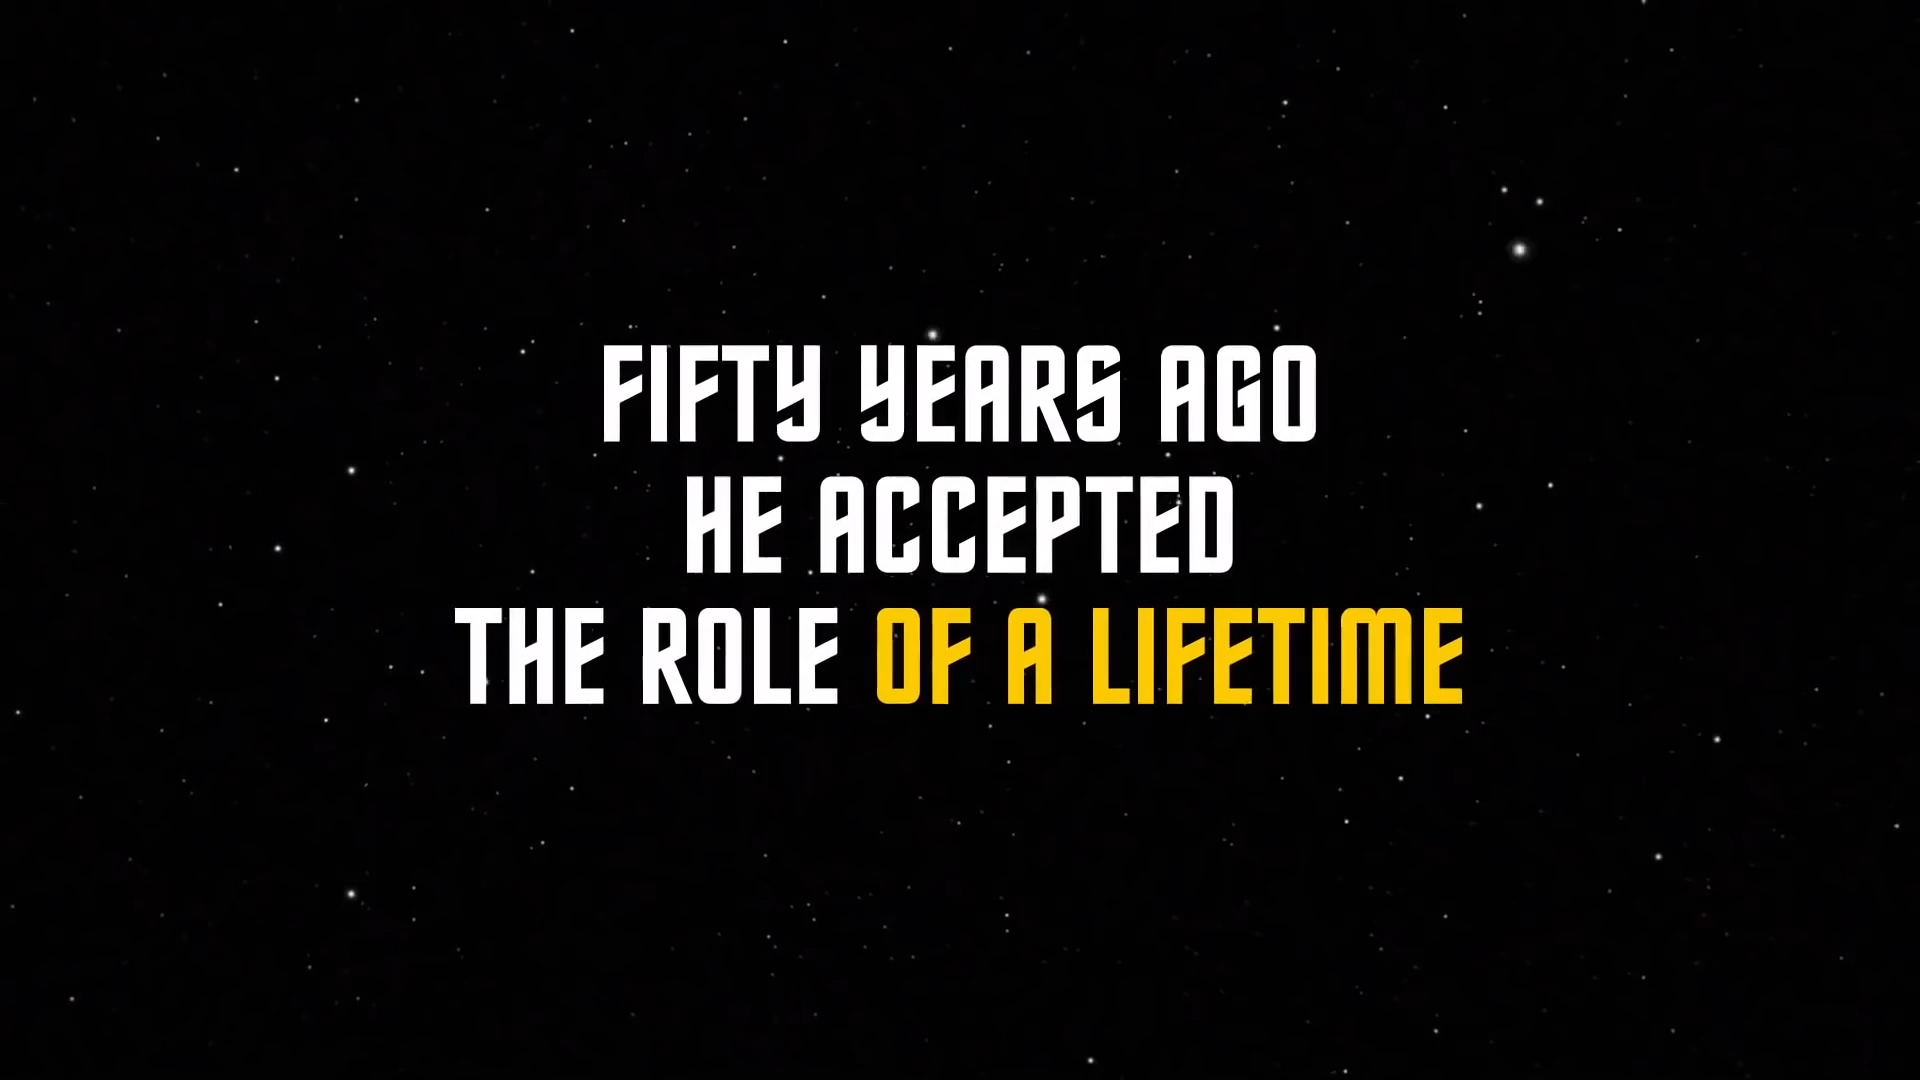 FIFTY YEARS AGO
HE ACCEPTED
THE ROLE OF A LIFETIME